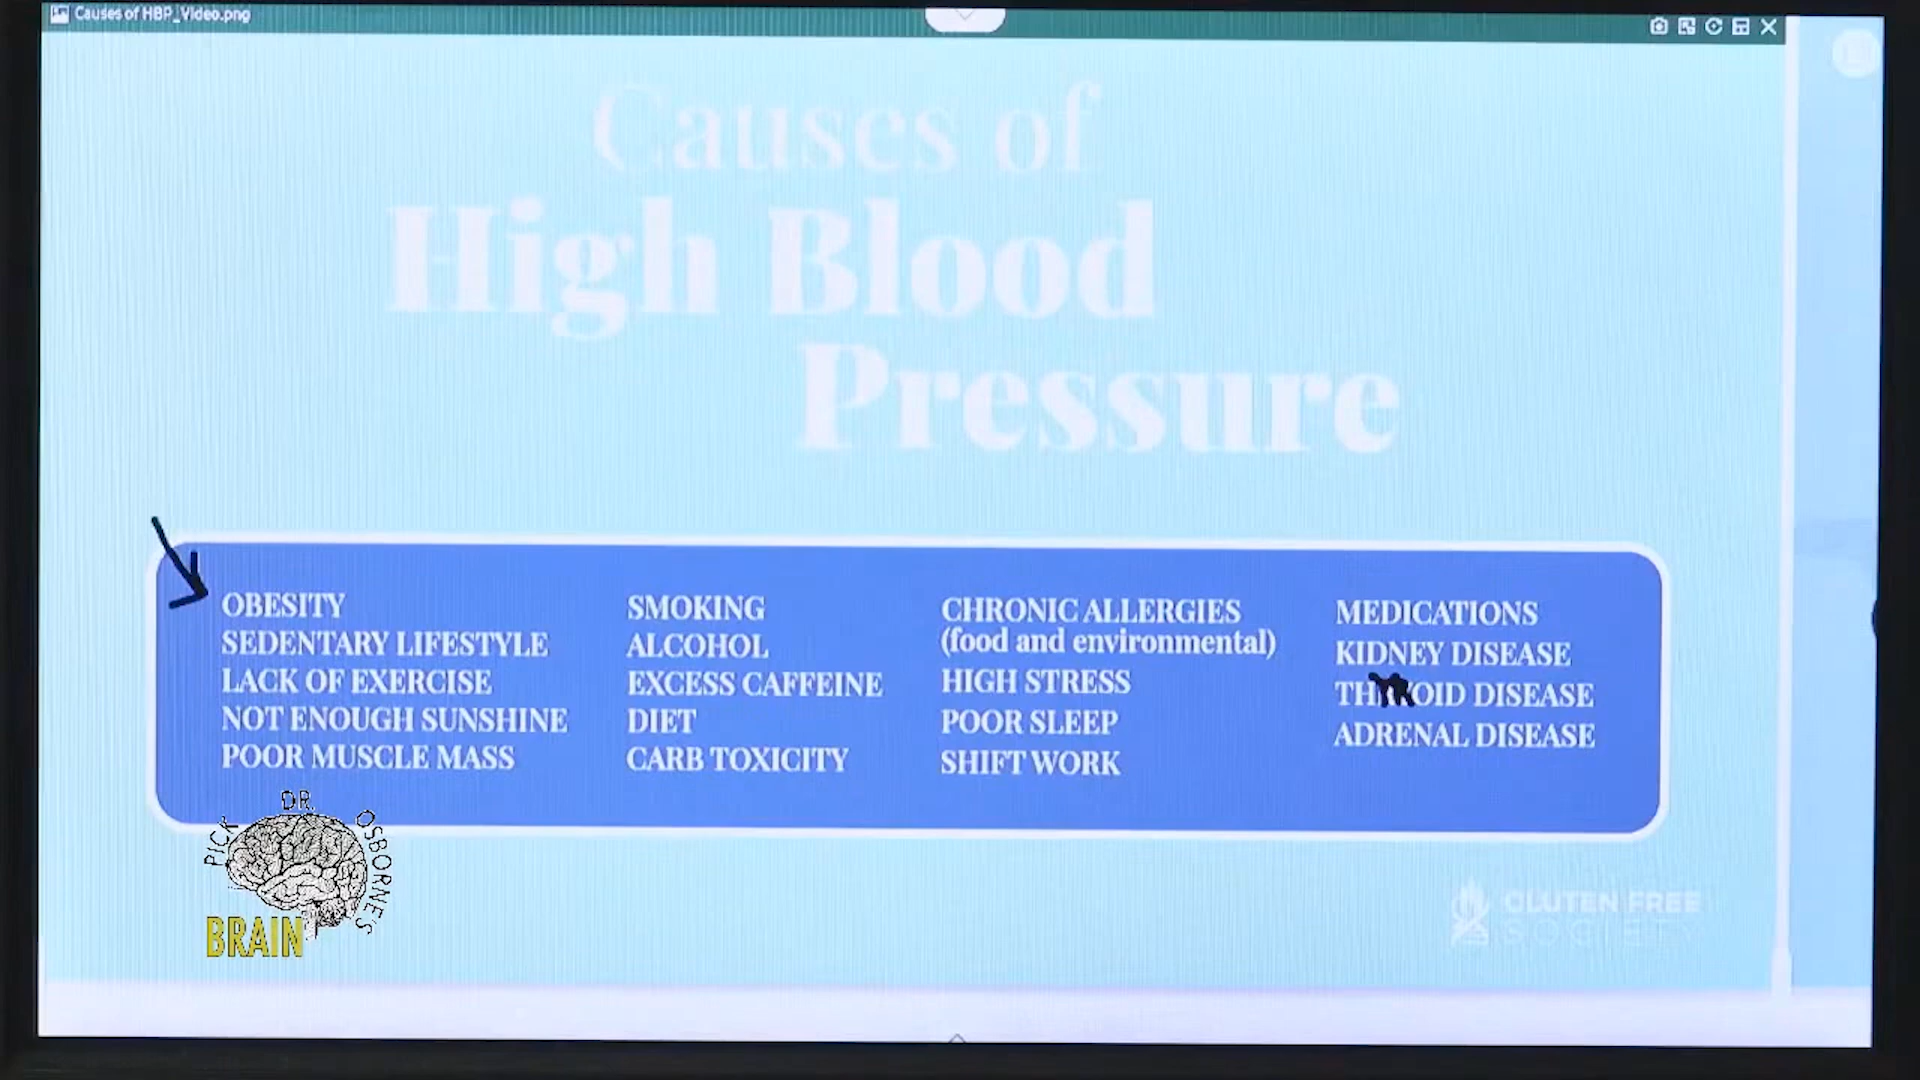 Causes of HBP_Video.png
Causes of
High Blood
Pressure
OBESITY
SEDENTARY LIFESTYLE
LACK OF EXERCISE
NOT ENOUGH SUNSHINE
POOR MUSCLE MASS
SMOKING
ALCOHOL
EXCESS CAFFEINE
DIET
CARB TOXICITY
CHRONIC ALLERGIES
(food and environmental)
HIGH STRESS
POOR SLEEP
SHIFT WORK
MEDICATIONS
KIDNEY DISEASE
DISEASE
ADRENAL DISEASE
PICK DR. OSBORNE'S
BRAIN
GLUTEN FREE
SOCIETY